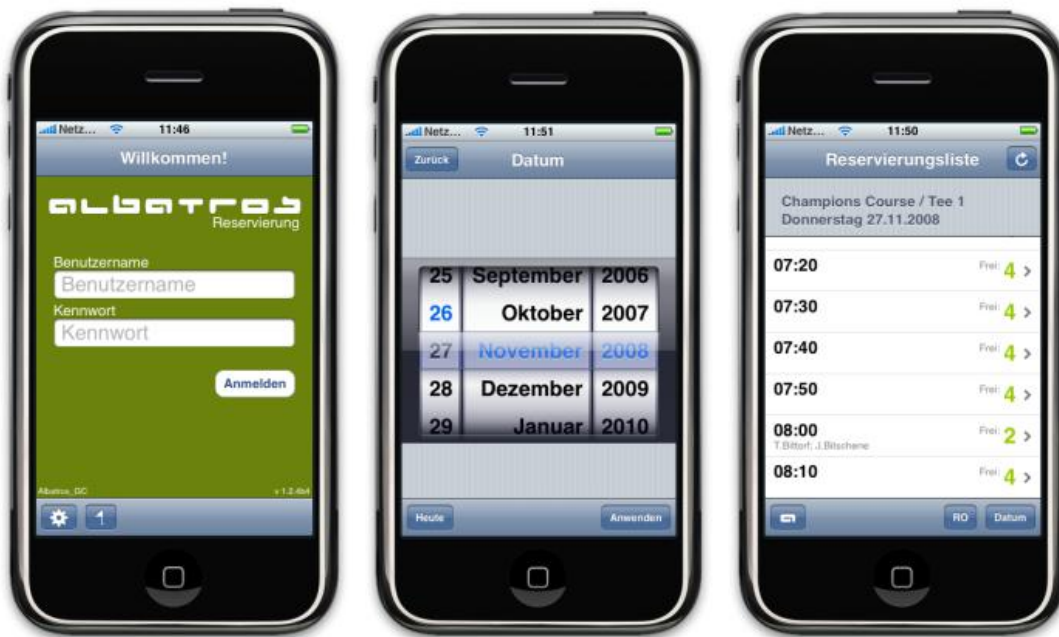 Netz... 11:46
Willkommen!
albatros
Reservierung
Benutzername
Benutzername
Kennwort
Kennwort
Anmelden
Albatros_GC v 1.2.4b4
Netz... 11:51
Zurück Datum
25 September 2006
26 Oktober 2007
27 November 2008
28 Dezember 2009
29 Januar 2010
Heute Anwenden
Netz... 11:50
Reservierungsliste
Champions Course / Tee 1
Donnerstag 27.11.2008
07:20 Frei: 4
07:30 Frei: 4
07:40 Frei: 4
07:50 Frei: 4
08:00 Frei: 2
T.Bittorf; J.Bitschene
08:10 Frei: 4
RO Datum